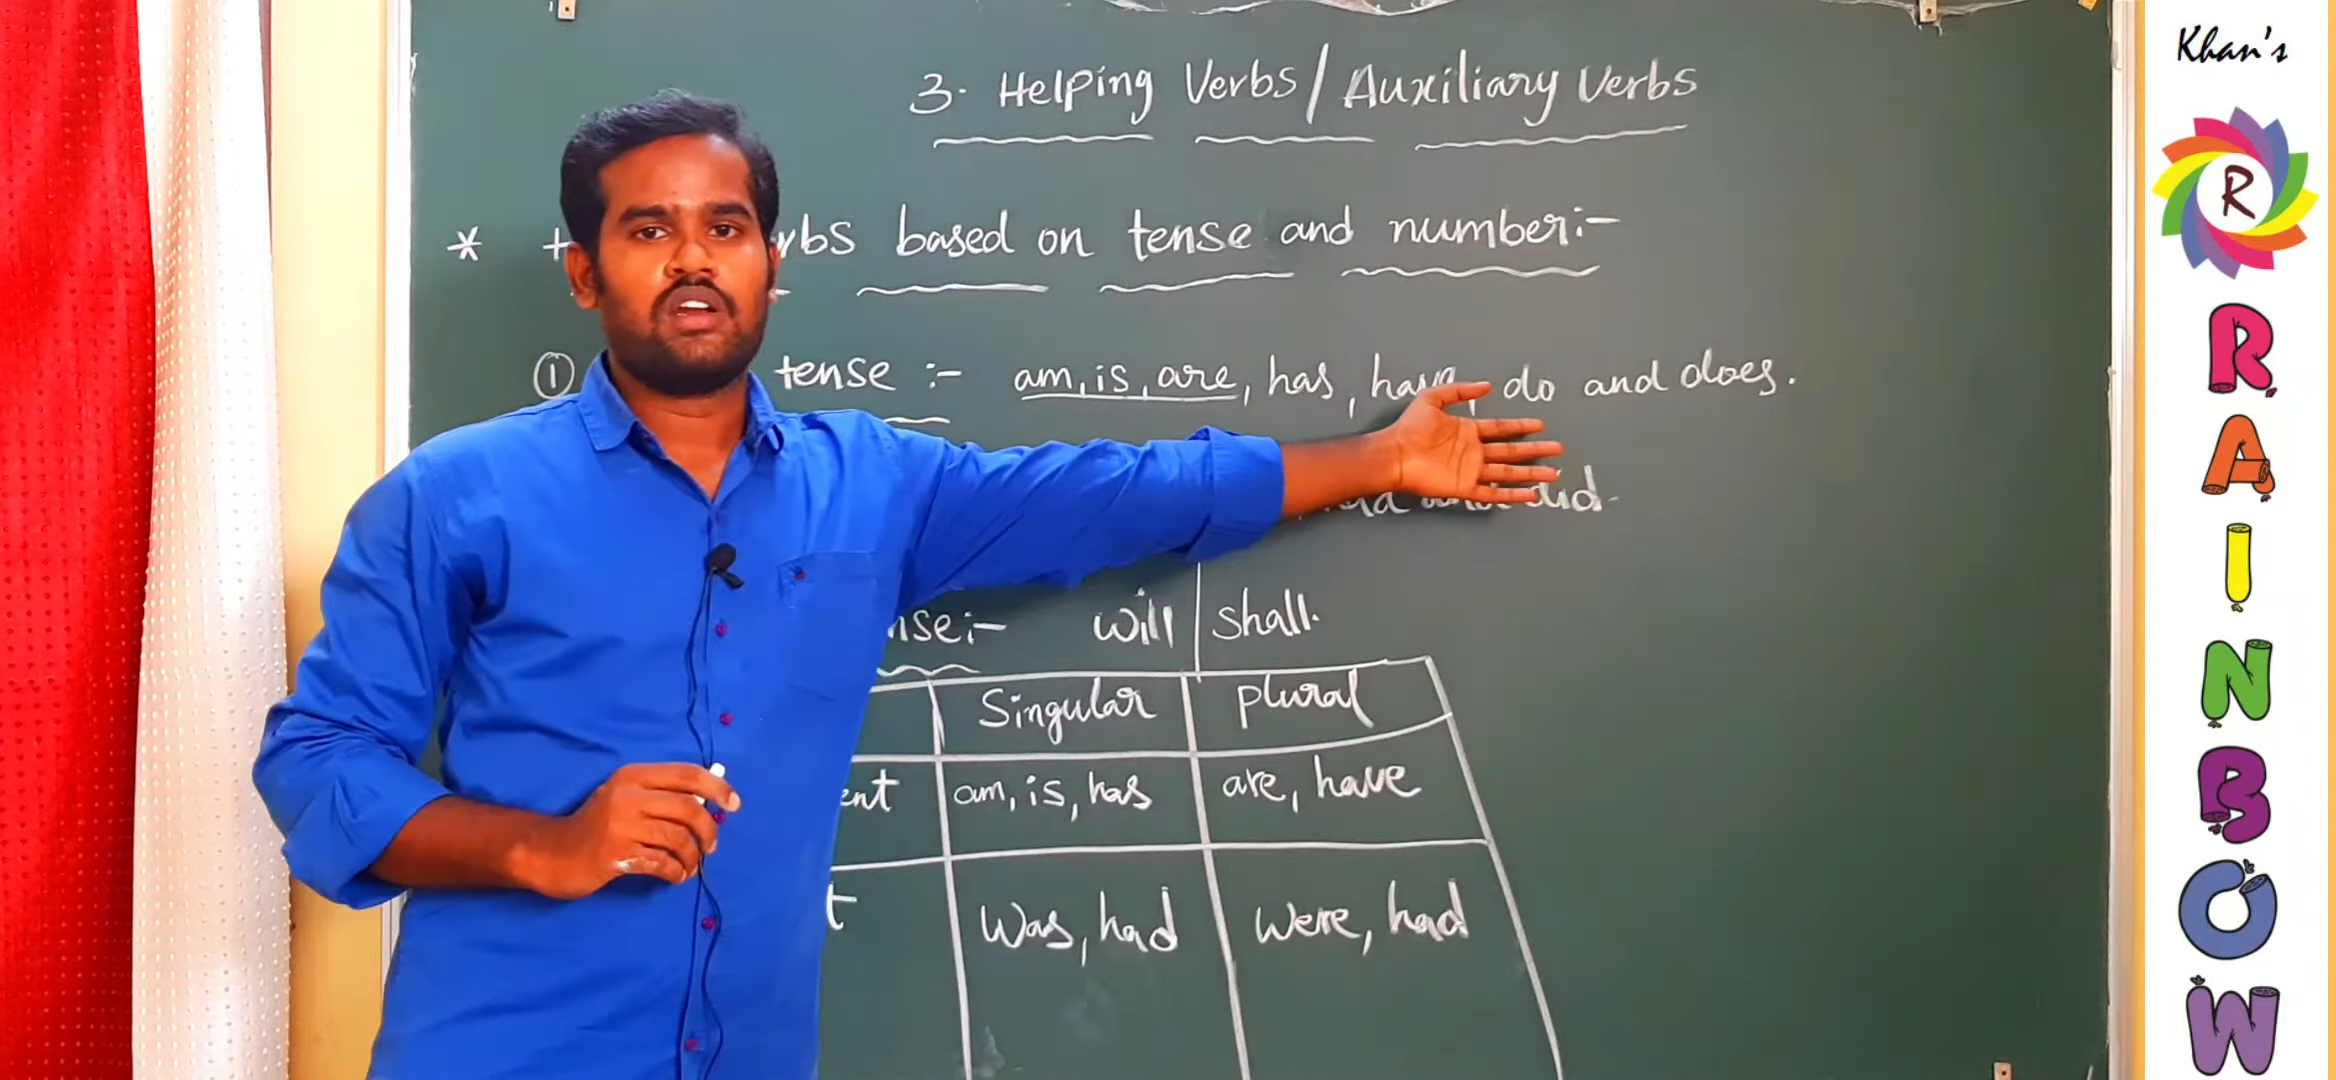 3. Helping Verbs / Auxiliary Verbs
* based on tense and number:-
① tense :- am, is, are, has, have, do and does.
did.
will | shall.
Singular plural
am, is, has are, have
Was, had Were, had
Khan's
R
RAINBOW